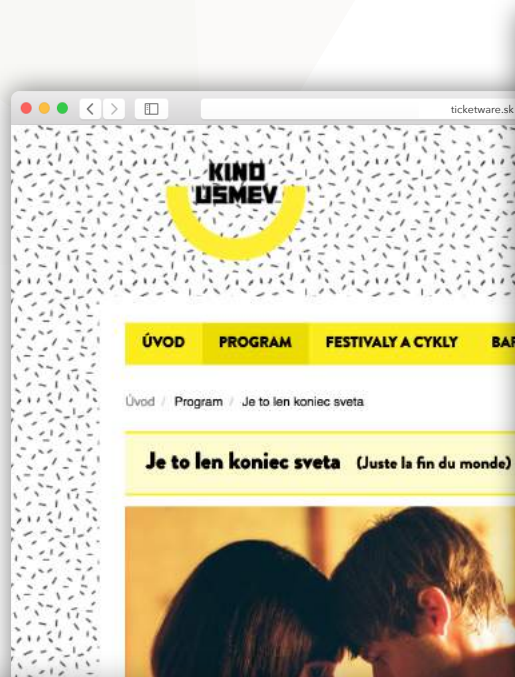 ticketware.sk
KINO
ÚSMEV
ÚVOD PROGRAM FESTIVALY A CYKLY
Úvod / Program / Je to len koniec sveta
Je to len koniec sveta (Juste la fin du monde)